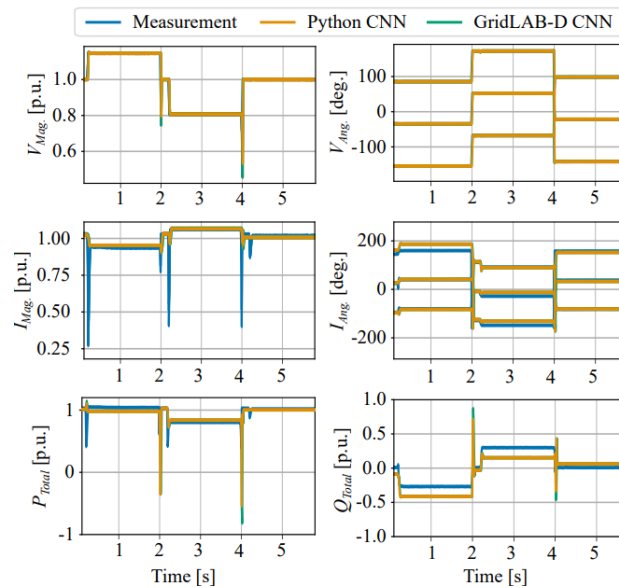 Measurement Python CNN GridLAB-D CNN
V_Mag. [p.u.]
1.0
0.8
0.6
1 2 3 4 5
V_Ang. [deg.]
100
0
-100
1 2 3 4 5
I_Mag. [p.u.]
1.00
0.75
0.50
0.25
1 2 3 4 5
I_Ang. [deg.]
200
0
-200
1 2 3 4 5
P_Total [p.u.]
1
0
-1
1 2 3 4 5
Time [s]
Q_Total [p.u.]
1.0
0.5
0.0
-0.5
-1.0
1 2 3 4 5
Time [s]